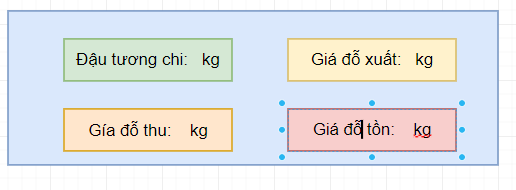 Đậu tương chi: kg
Giá đỗ xuất: kg
Gía đỗ thu: kg
Giá đỗ tồn: kg